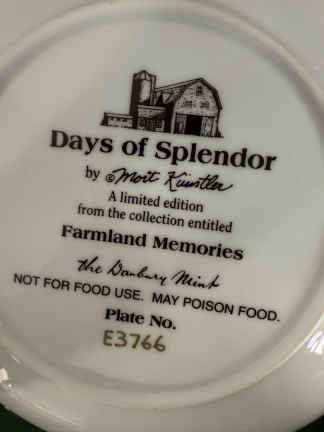 Days of Splendor
by © Mort Künstler
A limited edition
from the collection entitled
Farmland Memories
The Danbury Mint
NOT FOR FOOD USE. MAY POISON FOOD.
Plate No.
E3766